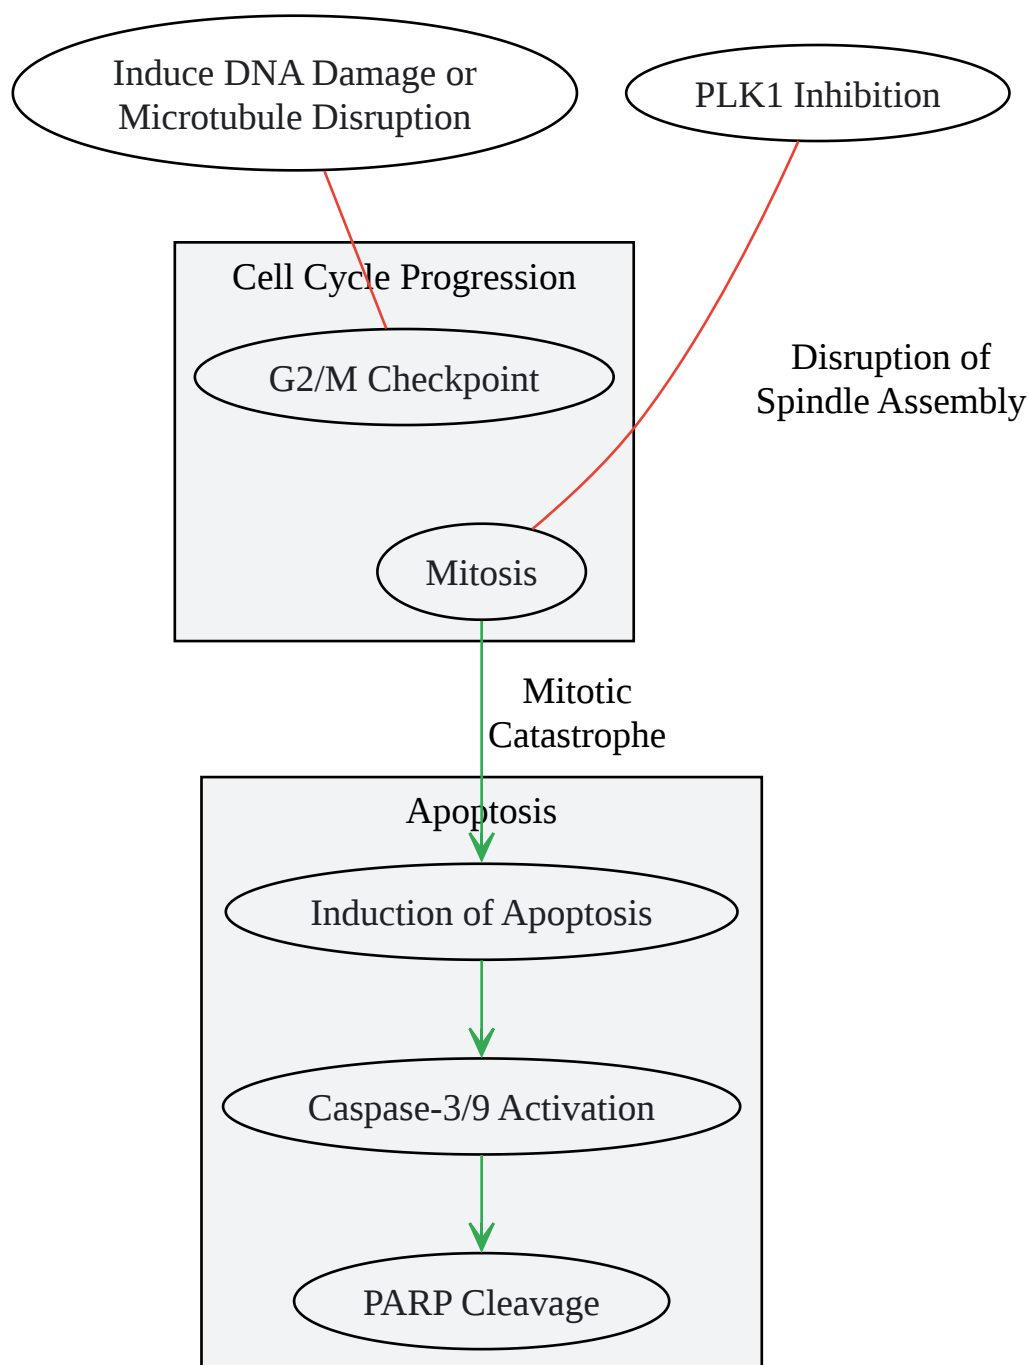 Induce DNA Damage or
Microtubule Disruption
PLK1 Inhibition
Cell Cycle Progression
G2/M Checkpoint
Disruption of
Spindle Assembly
Mitosis
Mitotic
Catastrophe
Apoptosis
Induction of Apoptosis
Caspase-3/9 Activation
PARP Cleavage